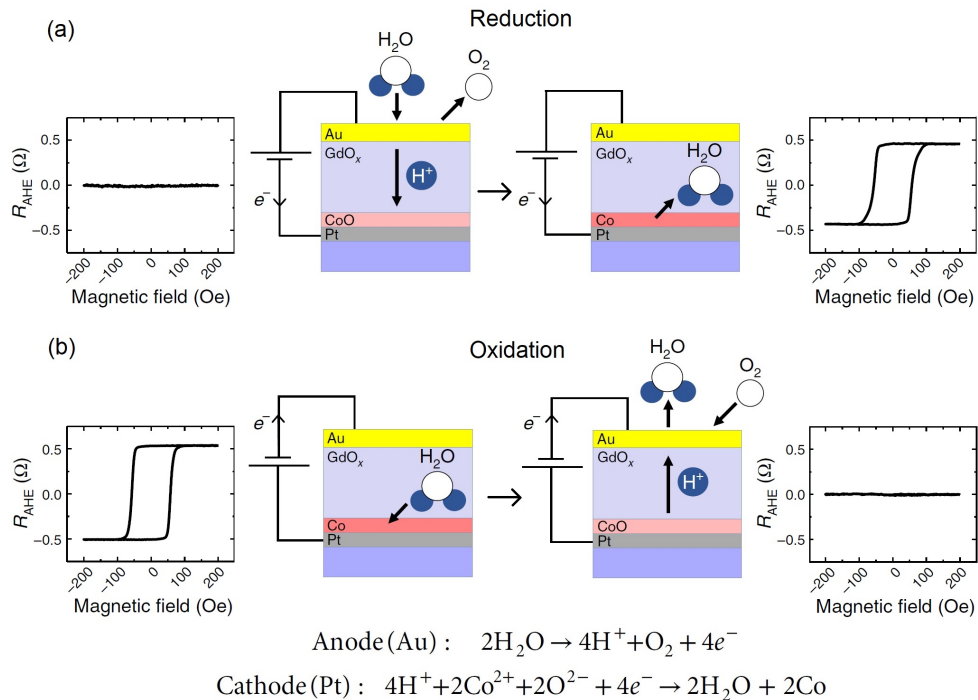 (a)
Reduction
H₂O
O₂
Au
GdOₓ
H⁺
CoO
Pt
e⁻
Au
GdOₓ
H₂O
Co
Pt
e⁻
R_AHE (Ω)
0.5
0.0
−0.5
−200
−100
0
100
200
Magnetic field (Oe)
R_AHE (Ω)
0.5
0.0
−0.5
−200
−100
0
100
200
Magnetic field (Oe)
(b)
Oxidation
e⁻
Au
GdOₓ
H₂O
Co
Pt
e⁻
H₂O
O₂
Au
GdOₓ
H⁺
CoO
Pt
R_AHE (Ω)
0.5
0.0
−0.5
−200
−100
0
100
200
Magnetic field (Oe)
R_AHE (Ω)
0.5
0.0
−0.5
−200
−100
0
100
200
Magnetic field (Oe)
Anode(Au) : 2H₂O → 4H⁺+O₂ + 4e⁻
Cathode(Pt) : 4H⁺+2Co²⁺+2O²⁻ +4e⁻→2H₂O + 2Co